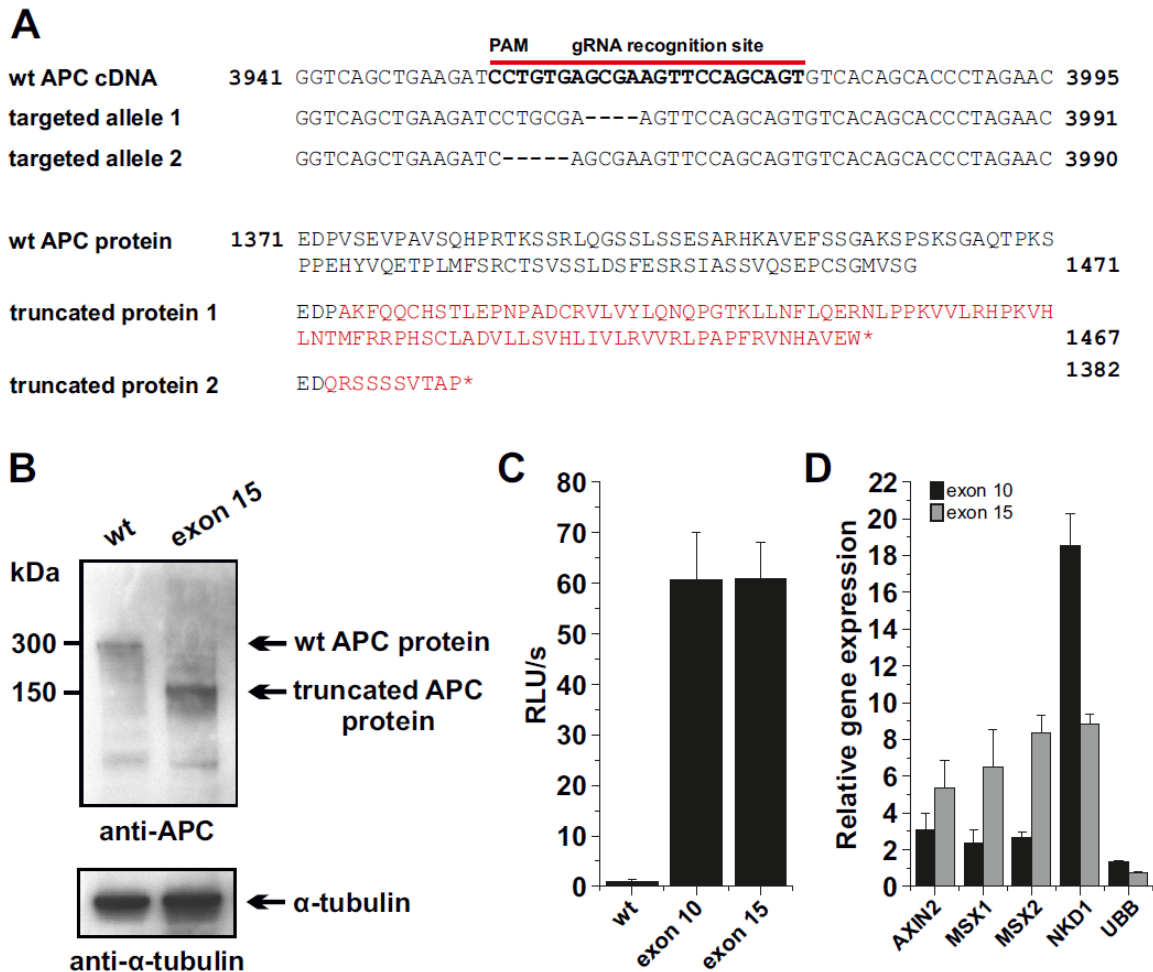 A
PAM gRNA recognition site
wt APC cDNA 3941 GGTCAGCTGAAGATCCTGTGAGCGAAGTTCCAGCAGTGTCACAGCACCCTAGAAC 3995
targeted allele 1 GGTCAGCTGAAGATCCTGCGA----AGTTCCAGCAGTGTCACAGCACCCTAGAAC 3991
targeted allele 2 GGTCAGCTGAAGATC-----AGCGAAGTTCCAGCAGTGTCACAGCACCCTAGAAC 3990
wt APC protein 1371 EDPVSEVPAVSQHPRTKSSRLQGSSLSSESARHKAVEFSSGAKSPSKSGAQTPKS
PPEHYVQETPLMFSRCTSVSSLDSFESRSIASSVQSEPCSGMVSG 1471
truncated protein 1 EDPAKFQQCHSTLEPNPADCRVLVYLQNQPGTKLLNFLQERNLPPKVVLRHPKVH
LNTMFRRPHSCLADVLLSVHLIVLRVVRLPAPFRVNHAVEW* 1467
truncated protein 2 EDQRSSSSVTAP* 1382
B
wt exon 15
kDa
300 wt APC protein
150 truncated APC
protein
anti-APC
α-tubulin
anti-α-tubulin
C
RLU/s
80
70
60
50
40
30
20
10
0
wt exon 10 exon 15
D
Relative gene expression
exon 10
exon 15
22
20
18
16
14
12
10
8
6
4
2
0
AXIN2 MSX1 MSX2 NKD1 UBB